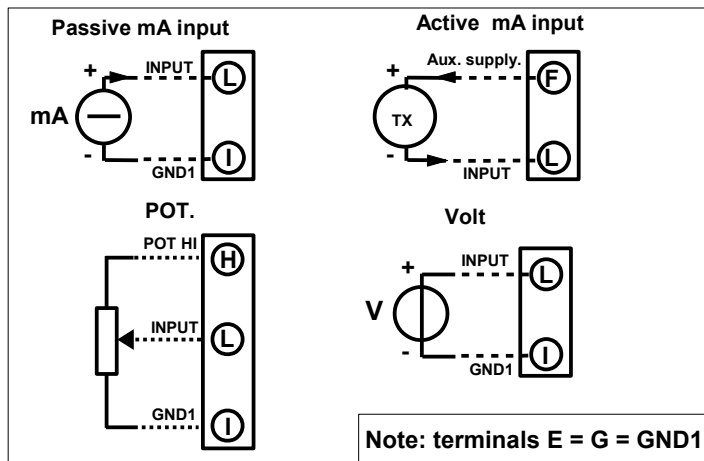 Passive mA input
+
INPUT
L
mA
-
GND1
I
Active mA input
Aux. supply.
+
F
TX
-
INPUT
L
POT.
POT HI
H
INPUT
L
GND1
I
Volt
INPUT
+
L
V
-
GND1
I
Note: terminals E = G = GND1